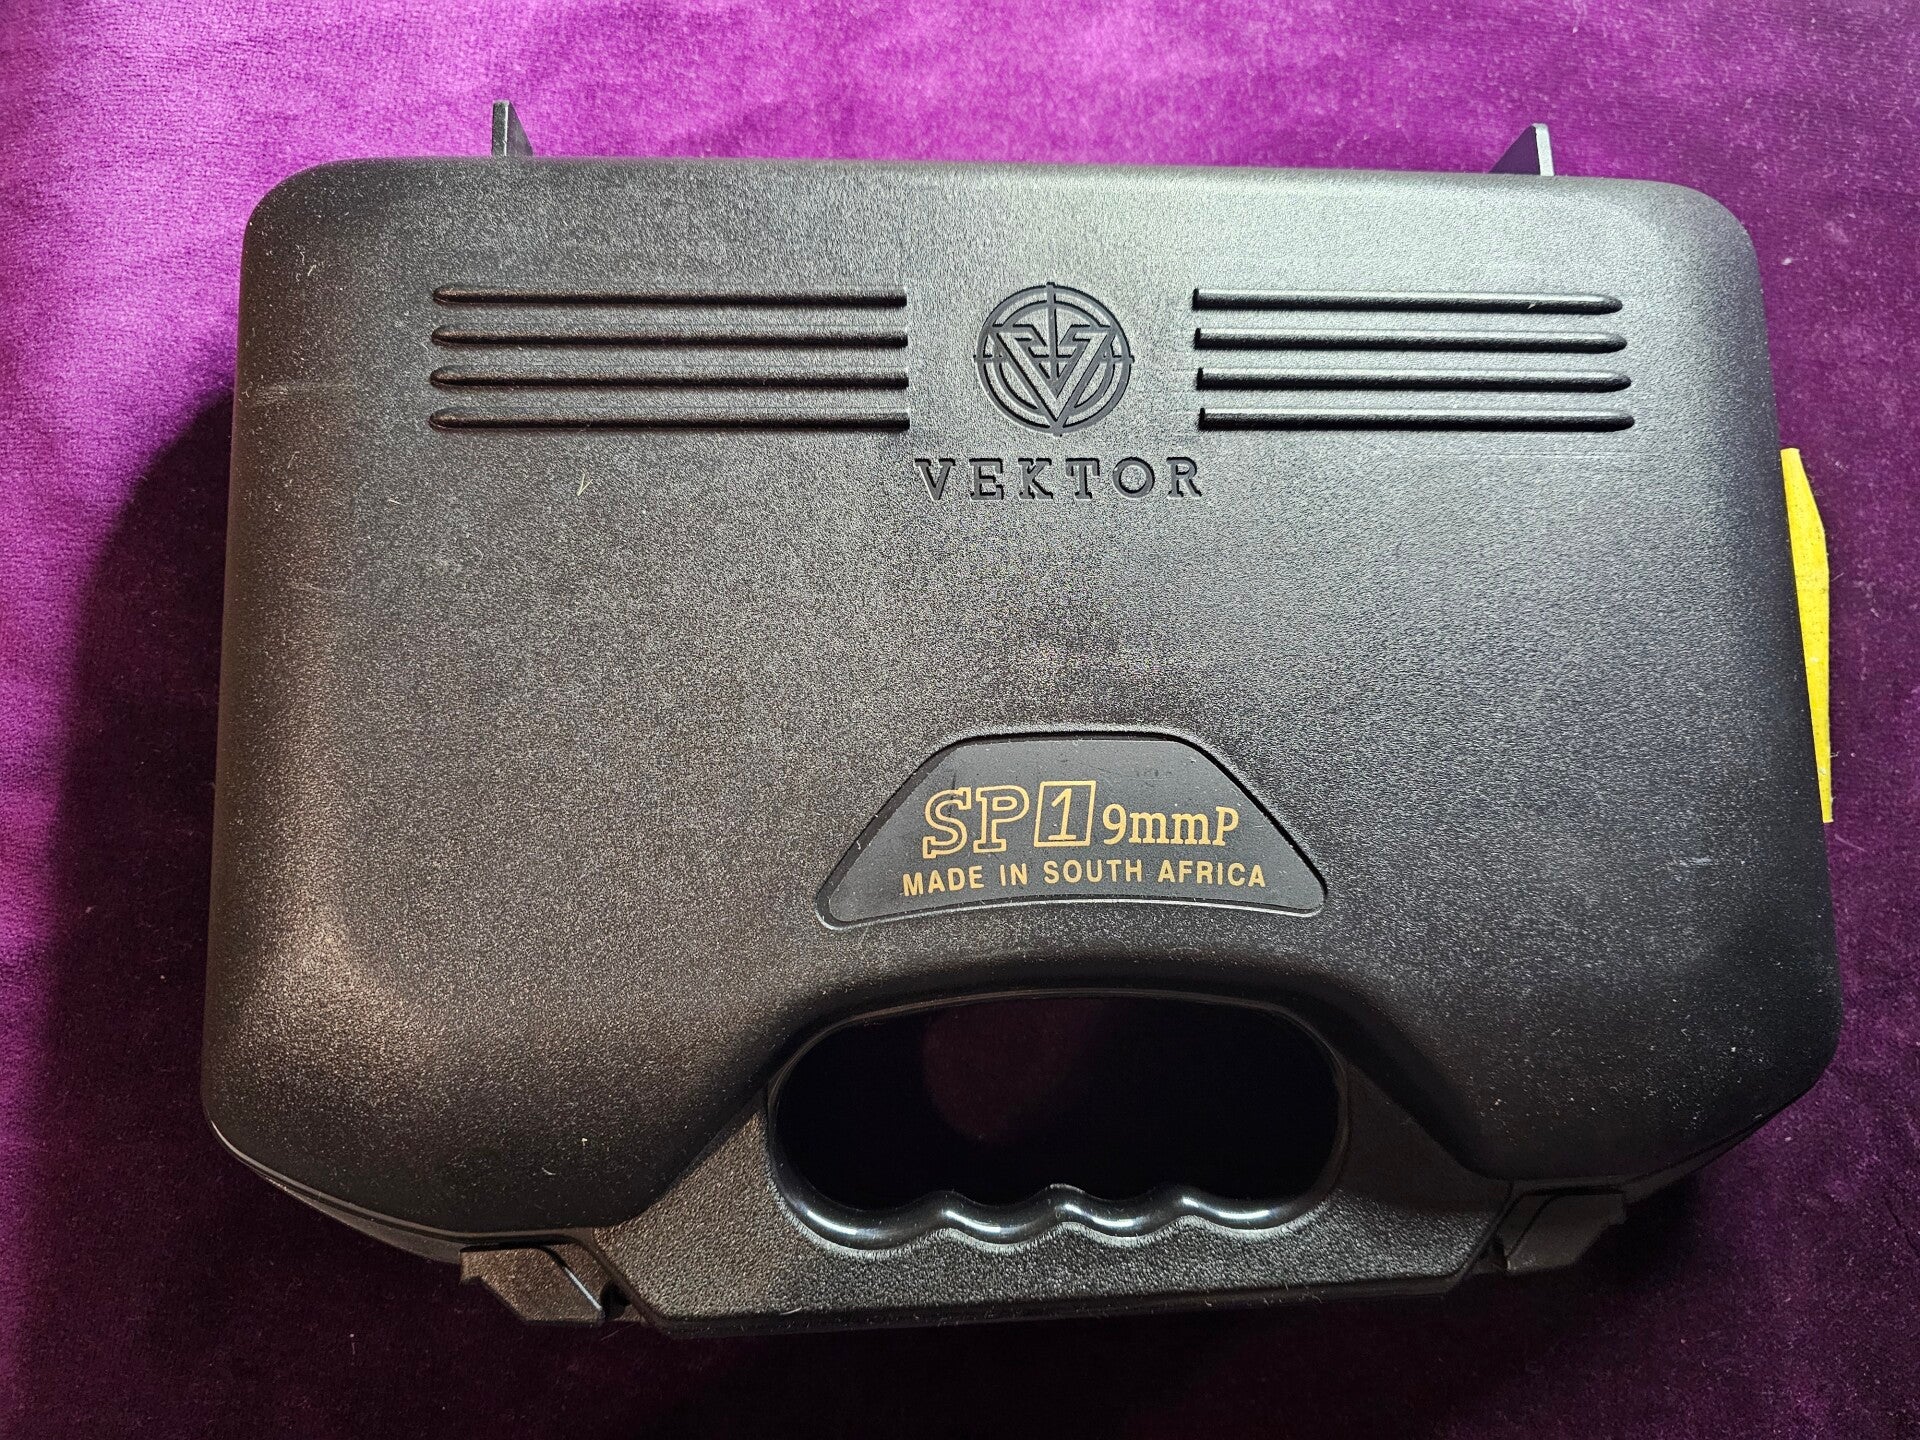 VEKTOR
SP1 9mmP
MADE IN SOUTH AFRICA